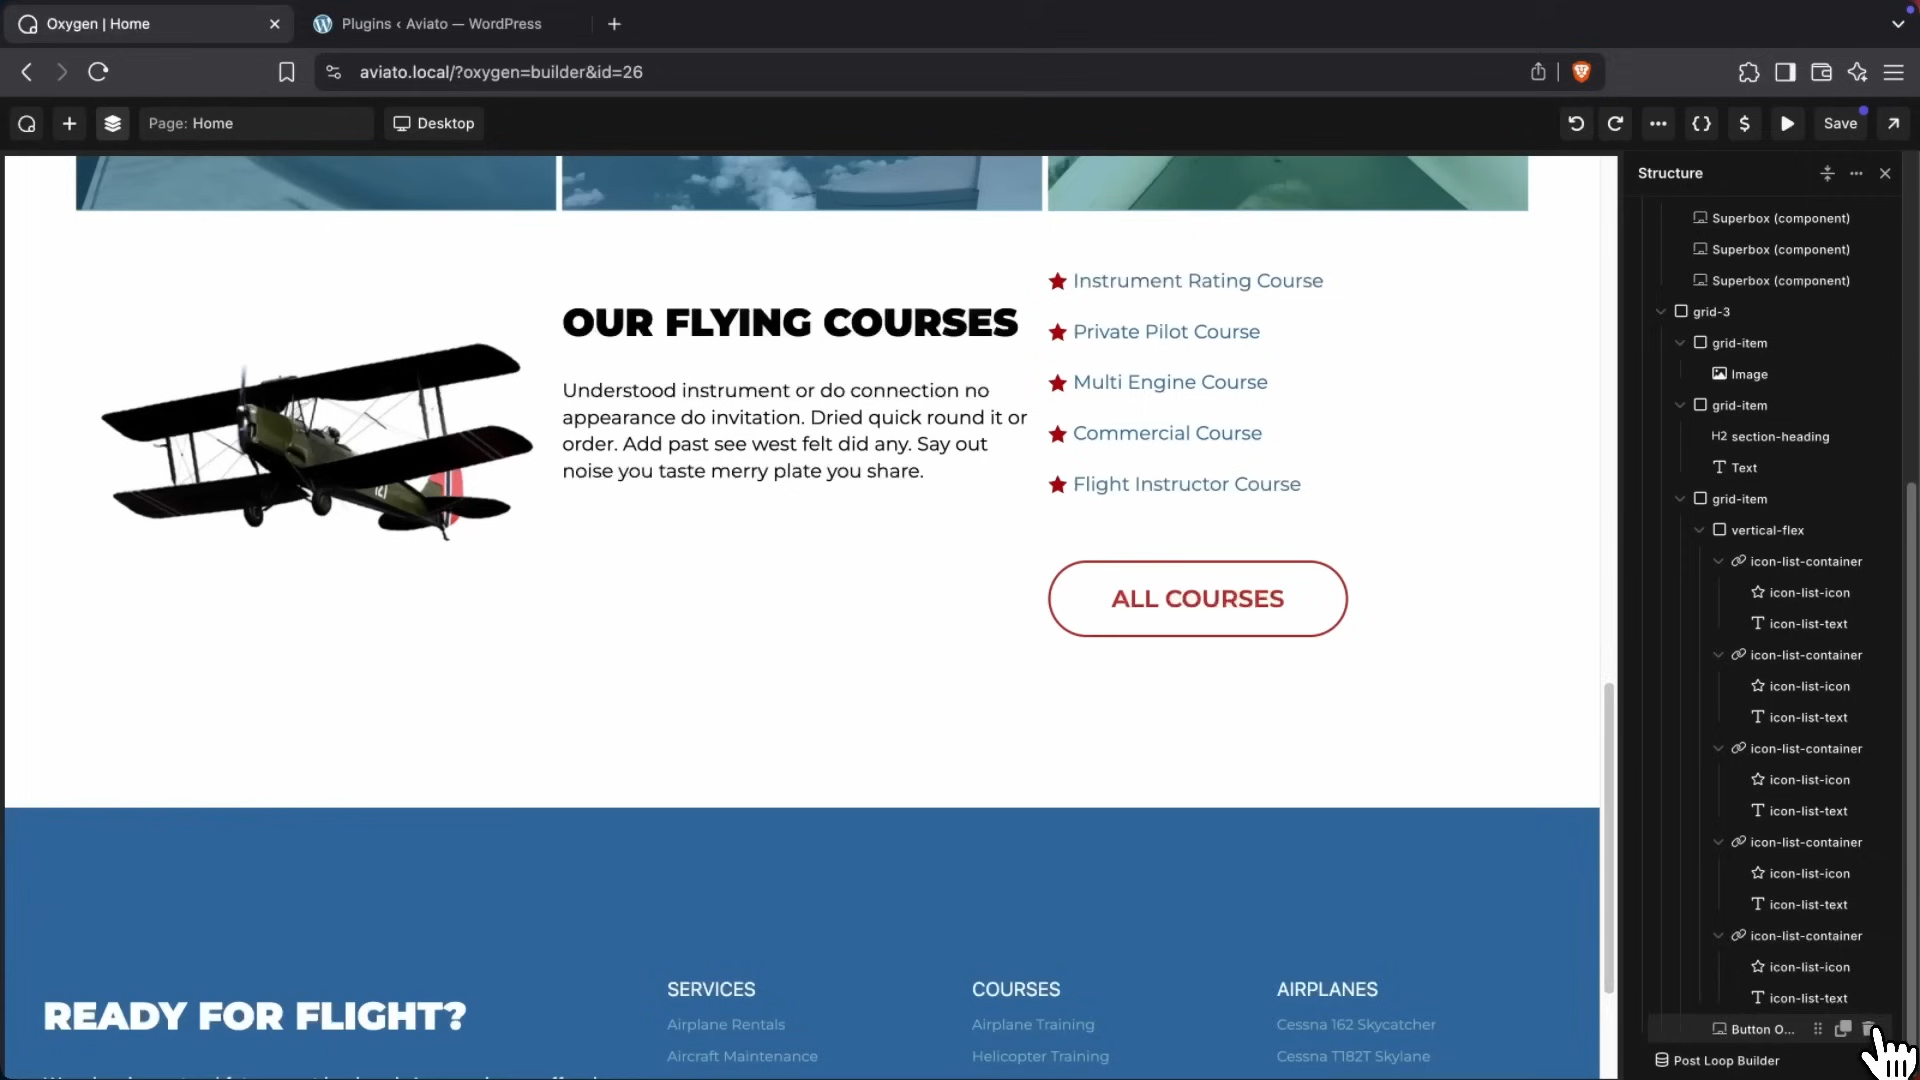 Oxygen | Home
Plugins ‹ Aviato — WordPress
aviato.local/?oxygen=builder&id=26
Page: Home
Desktop
Save
Structure
Superbox (component)
Superbox (component)
Superbox (component)
grid-3
grid-item
Image
grid-item
H2 section-heading
Text
grid-item
vertical-flex
icon-list-container
icon-list-icon
icon-list-text
icon-list-container
icon-list-icon
icon-list-text
icon-list-container
icon-list-icon
icon-list-text
icon-list-container
icon-list-icon
icon-list-text
icon-list-container
icon-list-icon
icon-list-text
Button O...
Post Loop Builder
OUR FLYING COURSES
Understood instrument or do connection no
appearance do invitation. Dried quick round it or
order. Add past see west felt did any. Say out
noise you taste merry plate you share.
Instrument Rating Course
Private Pilot Course
Multi Engine Course
Commercial Course
Flight Instructor Course
ALL COURSES
READY FOR FLIGHT?
SERVICES
Airplane Rentals
Aircraft Maintenance
COURSES
Airplane Training
Helicopter Training
AIRPLANES
Cessna 162 Skycatcher
Cessna T182T Skylane